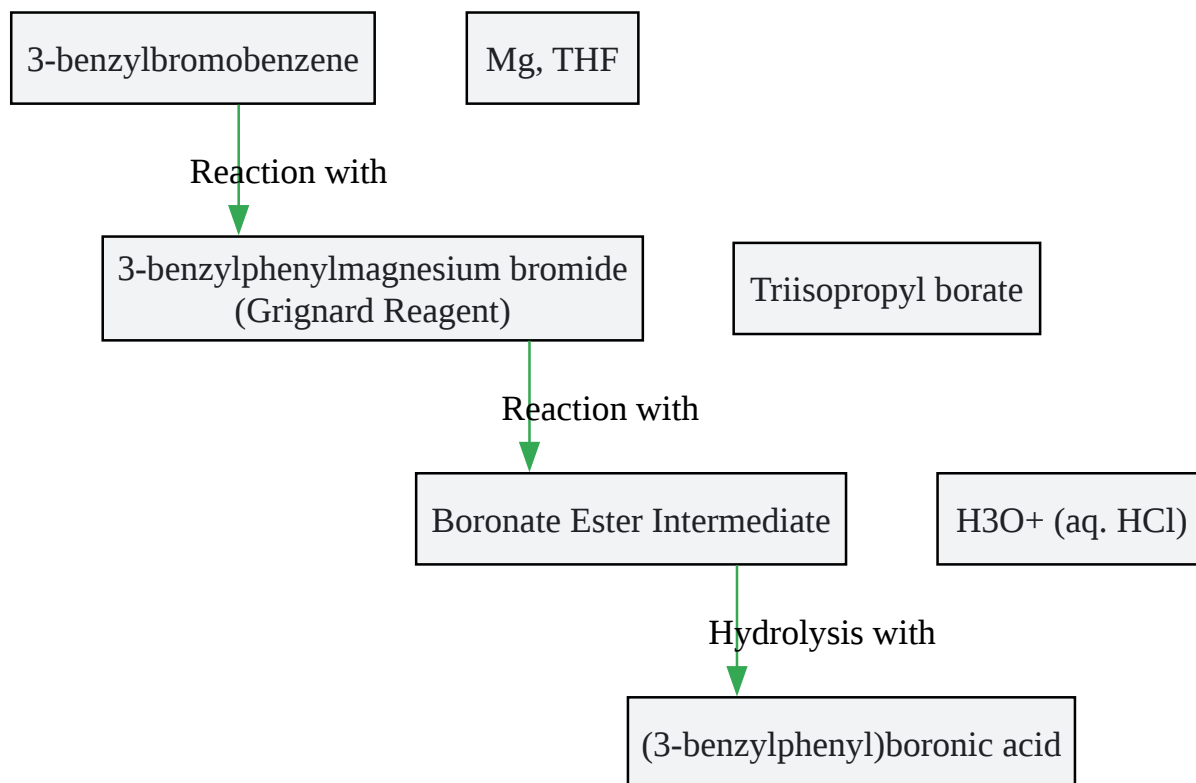 3-benzylbromobenzene
Mg, THF
Reaction with
3-benzylphenylmagnesium bromide
(Grignard Reagent)
Triisopropyl borate
Reaction with
Boronate Ester Intermediate
H3O+ (aq. HCl)
Hydrolysis with
(3-benzylphenyl)boronic acid